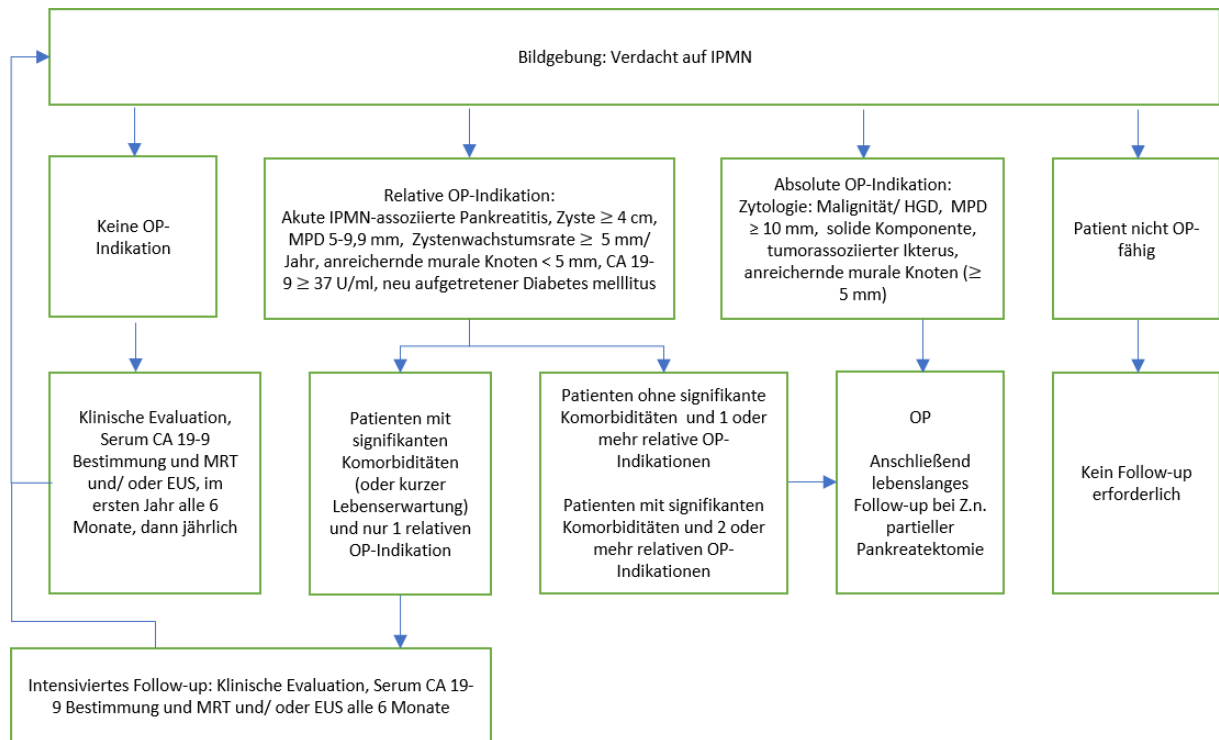 Bildgebung: Verdacht auf IPMN
Keine OP-
Indikation
Relative OP-Indikation:
Akute IPMN-assoziierte Pankreatitis, Zyste ≥ 4 cm,
MPD 5-9,9 mm, Zystenwachstumsrate ≥ 5 mm/
Jahr, anreichernde murale Knoten < 5 mm, CA 19-
9 ≥ 37 U/ml, neu aufgetretener Diabetes melllitus
Absolute OP-Indikation:
Zytologie: Malignität/ HGD, MPD
≥ 10 mm, solide Komponente,
tumorassoziierter Ikterus,
anreichernde murale Knoten (≥
5 mm)
Patient nicht OP-
fähig
Klinische Evaluation,
Serum CA 19-9
Bestimmung und MRT
und/ oder EUS, im
ersten Jahr alle 6
Monate, dann jährlich
Patienten mit
signifikanten
Komorbiditäten
(oder kurzer
Lebenserwartung)
und nur 1 relativen
OP-Indikation
Patienten ohne signifikante
Komorbiditäten und 1 oder
mehr relative OP-
Indikationen
Patienten mit signifikanten
Komorbiditäten und 2 oder
mehr relativen OP-
Indikationen
OP
Anschließend
lebenslanges
Follow-up bei Z.n.
partieller
Pankreatektomie
Kein Follow-up
erforderlich
Intensiviertes Follow-up: Klinische Evaluation, Serum CA 19-
9 Bestimmung und MRT und/ oder EUS alle 6 Monate